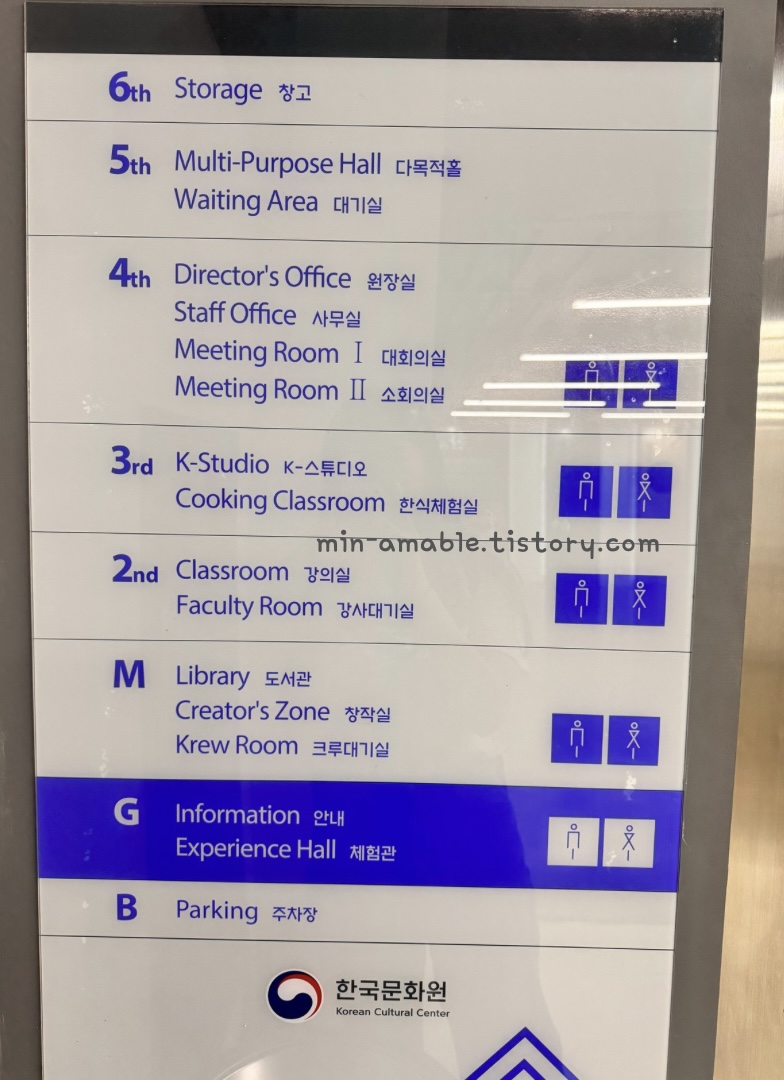 6th Storage 창고
5th Multi-Purpose Hall 다목적홀
Waiting Area 대기실
4th Director's Office 원장실
Staff Office 사무실
Meeting Room Ⅰ 대회의실
Meeting Room Ⅱ 소회의실
3rd K-Studio K-스튜디오
Cooking Classroom 한식체험실
min-amable.tistory.com
2nd Classroom 강의실
Faculty Room 강사대기실
M Library 도서관
Creator's Zone 창작실
Krew Room 크루대기실
G Information 안내
Experience Hall 체험관
B Parking 주차장
한국문화원
Korean Cultural Center